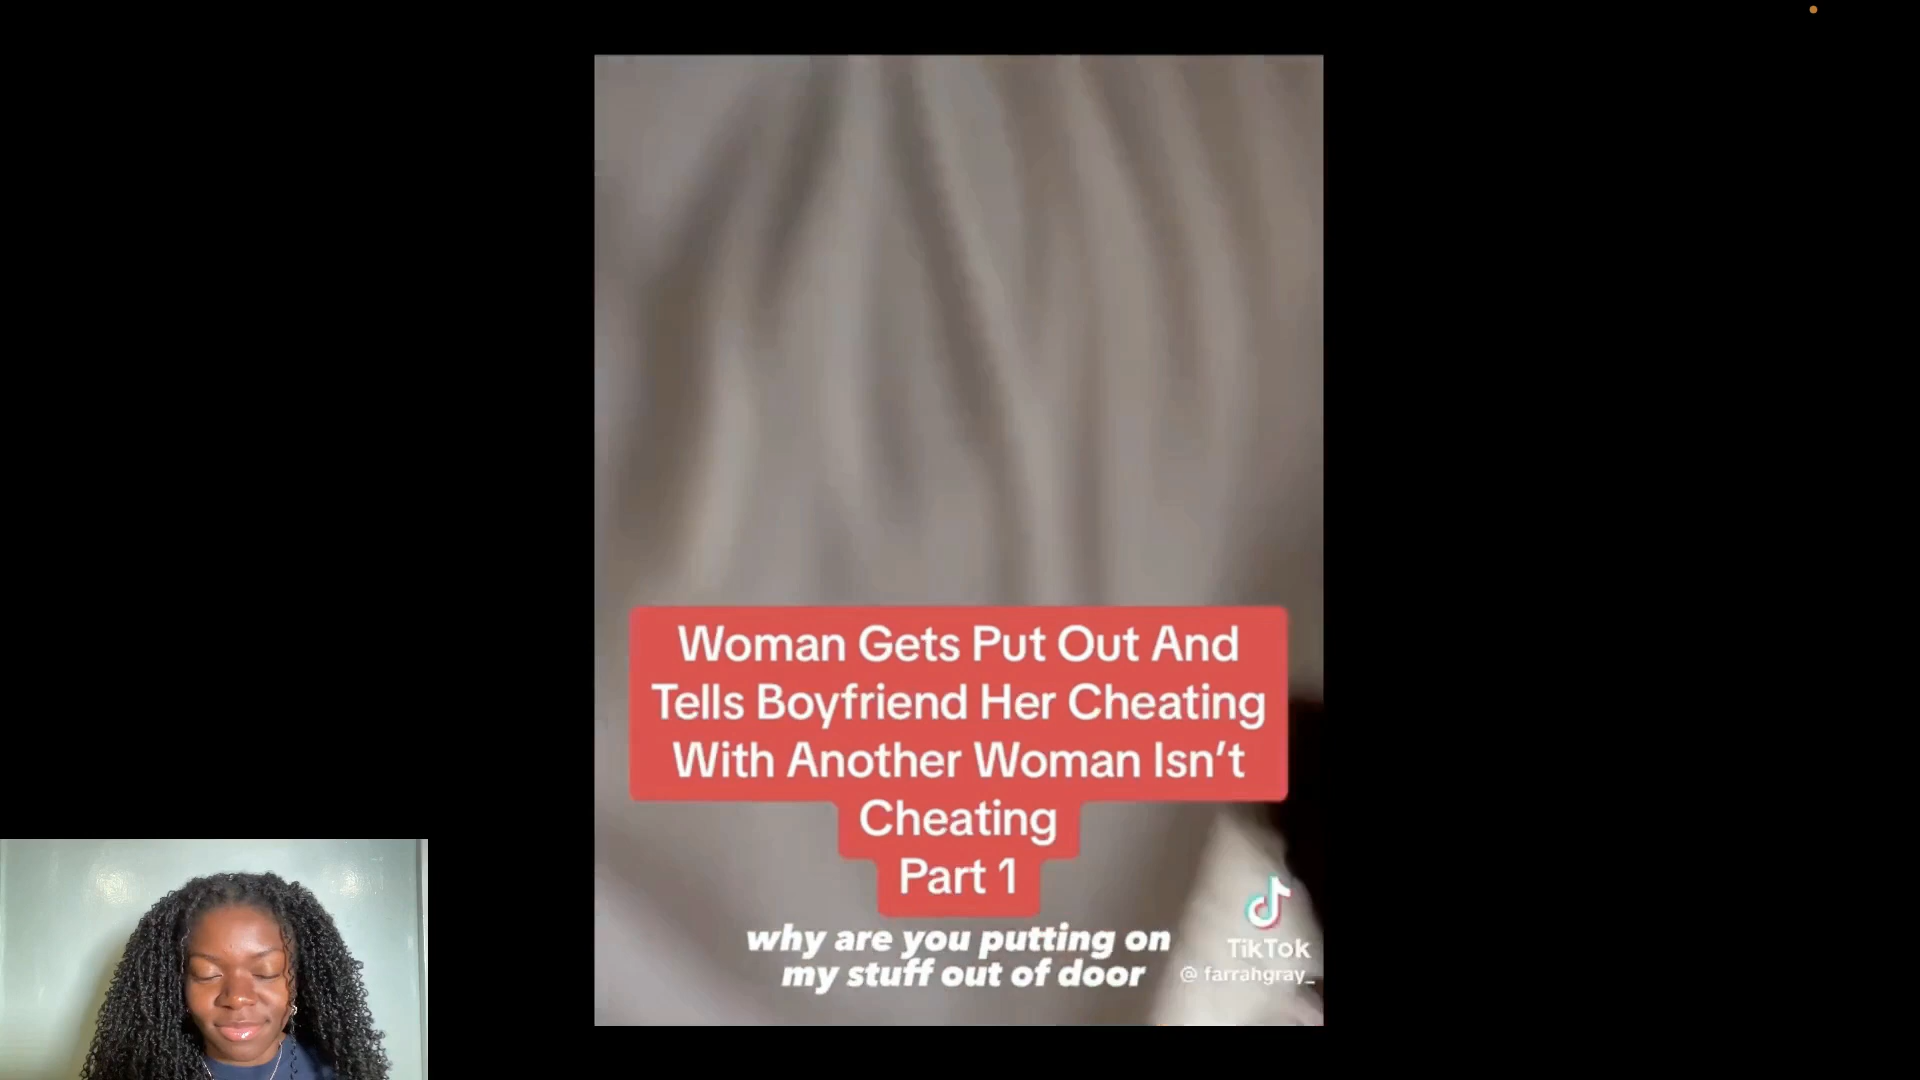 Woman Gets Put Out And
Tells Boyfriend Her Cheating
With Another Woman Isn’t
Cheating
Part 1
why are you putting on
my stuff out of door
TikTok
@ farrahgray_